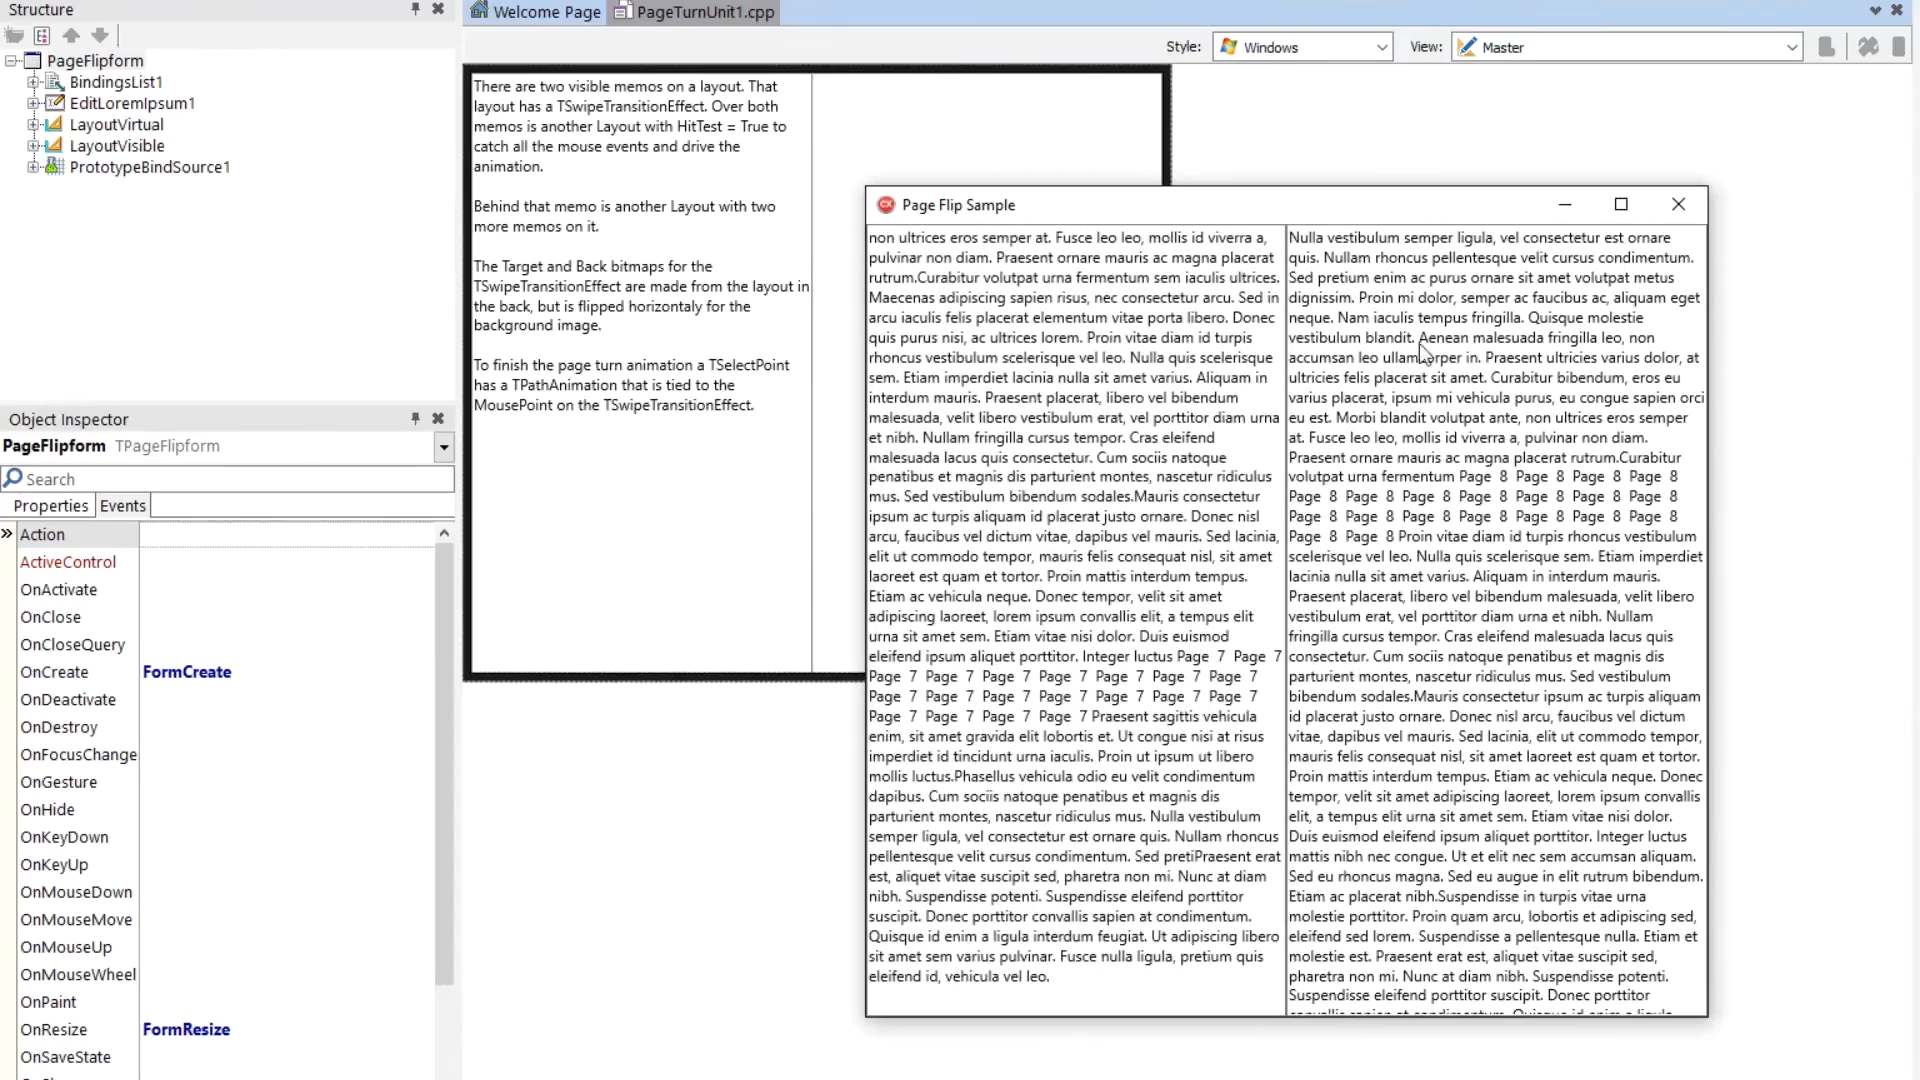 Structure
Welcome Page
PageTurnUnit1.cpp
Style:
Windows
View:
Master
PageFlipform
BindingsList1
EditLoremIpsum1
LayoutVirtual
LayoutVisible
PrototypeBindSource1
There are two visible memos on a layout. That
layout has a TSwipeTransitionEffect. Over both
memos is another Layout with HitTest = True to
catch all the mouse events and drive the
animation.
Behind that memo is another Layout with two
more memos on it.
The Target and Back bitmaps for the
TSwipeTransitionEffect are made from the layout in
the back, but is flipped horizontaly for the
background image.
To finish the page turn animation a TSelectPoint
has a TPathAnimation that is tied to the
MousePoint on the TSwipeTransitionEffect.
Object Inspector
PageFlipform TPageFlipform
Search
Properties
Events
Action
ActiveControl
OnActivate
OnClose
OnCloseQuery
OnCreate FormCreate
OnDeactivate
OnDestroy
OnFocusChange
OnGesture
OnHide
OnKeyDown
OnKeyUp
OnMouseDown
OnMouseMove
OnMouseUp
OnMouseWheel
OnPaint
OnResize FormResize
OnSaveState
Page Flip Sample
non ultrices eros semper at. Fusce leo leo, mollis id viverra a,
pulvinar non diam. Praesent ornare mauris ac magna placerat
rutrum.Curabitur volutpat urna fermentum sem iaculis ultrices.
Maecenas adipiscing sapien risus, nec consectetur arcu. Sed in
arcu iaculis felis placerat elementum vitae porta libero. Donec
quis purus nisi, ac ultrices lorem. Proin vitae diam id turpis
rhoncus vestibulum scelerisque vel leo. Nulla quis scelerisque
sem. Etiam imperdiet lacinia nulla sit amet varius. Aliquam in
interdum mauris. Praesent placerat, libero vel bibendum
malesuada, velit libero vestibulum erat, vel porttitor diam urna
et nibh. Nullam fringilla cursus tempor. Cras eleifend
malesuada lacus quis consectetur. Cum sociis natoque
penatibus et magnis dis parturient montes, nascetur ridiculus
mus. Sed vestibulum bibendum sodales.Mauris consectetur
ipsum ac turpis aliquam id placerat justo ornare. Donec nisl
arcu, faucibus vel dictum vitae, dapibus vel mauris. Sed lacinia,
elit ut commodo tempor, mauris felis consequat nisl, sit amet
laoreet est quam et tortor. Proin mattis interdum tempus.
Etiam ac vehicula neque. Donec tempor, velit sit amet
adipiscing laoreet, lorem ipsum convallis elit, a tempus elit
urna sit amet sem. Etiam vitae nisi dolor. Duis euismod
eleifend ipsum aliquet porttitor. Integer luctus Page 7 Page 7
Page 7 Page 7 Page 7 Page 7 Page 7 Page 7 Page 7
Page 7 Page 7 Page 7 Page 7 Page 7 Page 7 Page 7
Page 7 Page 7 Page 7 Page 7 Praesent sagittis vehicula
enim, sit amet gravida elit lobortis et. Ut congue nisi at risus
imperdiet id tincidunt urna iaculis. Proin ut ipsum ut libero
mollis luctus.Phasellus vehicula odio eu velit condimentum
dapibus. Cum sociis natoque penatibus et magnis dis
parturient montes, nascetur ridiculus mus. Nulla vestibulum
semper ligula, vel consectetur est ornare quis. Nullam rhoncus
pellentesque velit cursus condimentum. Sed pretiPraesent erat
est, aliquet vitae suscipit sed, pharetra non mi. Nunc at diam
nibh. Suspendisse potenti. Suspendisse eleifend porttitor
suscipit. Donec porttitor convallis sapien at condimentum.
Quisque id enim a ligula interdum feugiat. Ut adipiscing libero
sit amet sem varius pulvinar. Fusce nulla ligula, pretium quis
eleifend id, vehicula vel leo.
Nulla vestibulum semper ligula, vel consectetur est ornare
quis. Nullam rhoncus pellentesque velit cursus condimentum.
Sed pretium enim ac purus ornare sit amet volutpat metus
dignissim. Proin mi dolor, semper ac faucibus ac, aliquam eget
neque. Nam iaculis tempus fringilla. Quisque molestie
vestibulum blandit. Aenean malesuada fringilla leo, non
accumsan leo ullamcorper in. Praesent ultricies varius dolor, at
ultricies felis placerat sit amet. Curabitur bibendum, eros eu
varius placerat, ipsum mi vehicula purus, eu congue sapien orci
eu est. Morbi blandit volutpat ante, non ultrices eros semper
at. Fusce leo leo, mollis id viverra a, pulvinar non diam.
Praesent ornare mauris ac magna placerat rutrum.Curabitur
volutpat urna fermentum Page 8 Page 8 Page 8 Page 8
Page 8 Page 8 Page 8 Page 8 Page 8 Page 8 Page 8
Page 8 Page 8 Page 8 Page 8 Page 8 Page 8 Page 8
Page 8 Page 8 Proin vitae diam id turpis rhoncus vestibulum
scelerisque vel leo. Nulla quis scelerisque sem. Etiam imperdiet
lacinia nulla sit amet varius. Aliquam in interdum mauris.
Praesent placerat, libero vel bibendum malesuada, velit libero
vestibulum erat, vel porttitor diam urna et nibh. Nullam
fringilla cursus tempor. Cras eleifend malesuada lacus quis
consectetur. Cum sociis natoque penatibus et magnis dis
parturient montes, nascetur ridiculus mus. Sed vestibulum
bibendum sodales.Mauris consectetur ipsum ac turpis aliquam
id placerat justo ornare. Donec nisl arcu, faucibus vel dictum
vitae, dapibus vel mauris. Sed lacinia, elit ut commodo tempor,
mauris felis consequat nisl, sit amet laoreet est quam et tortor.
Proin mattis interdum tempus. Etiam ac vehicula neque. Donec
tempor, velit sit amet adipiscing laoreet, lorem ipsum convallis
elit, a tempus elit urna sit amet sem. Etiam vitae nisi dolor.
Duis euismod eleifend ipsum aliquet porttitor. Integer luctus
mattis nibh nec congue. Ut et elit nec sem accumsan aliquam.
Sed eu rhoncus magna. Sed eu augue in elit rutrum bibendum.
Etiam ac placerat nibh.Suspendisse in turpis vitae urna
molestie porttitor. Proin quam arcu, lobortis et adipiscing sed,
eleifend sed lorem. Suspendisse a pellentesque nulla. Etiam et
molestie est. Praesent erat est, aliquet vitae suscipit sed,
pharetra non mi. Nunc at diam nibh. Suspendisse potenti.
Suspendisse eleifend porttitor suscipit. Donec porttitor